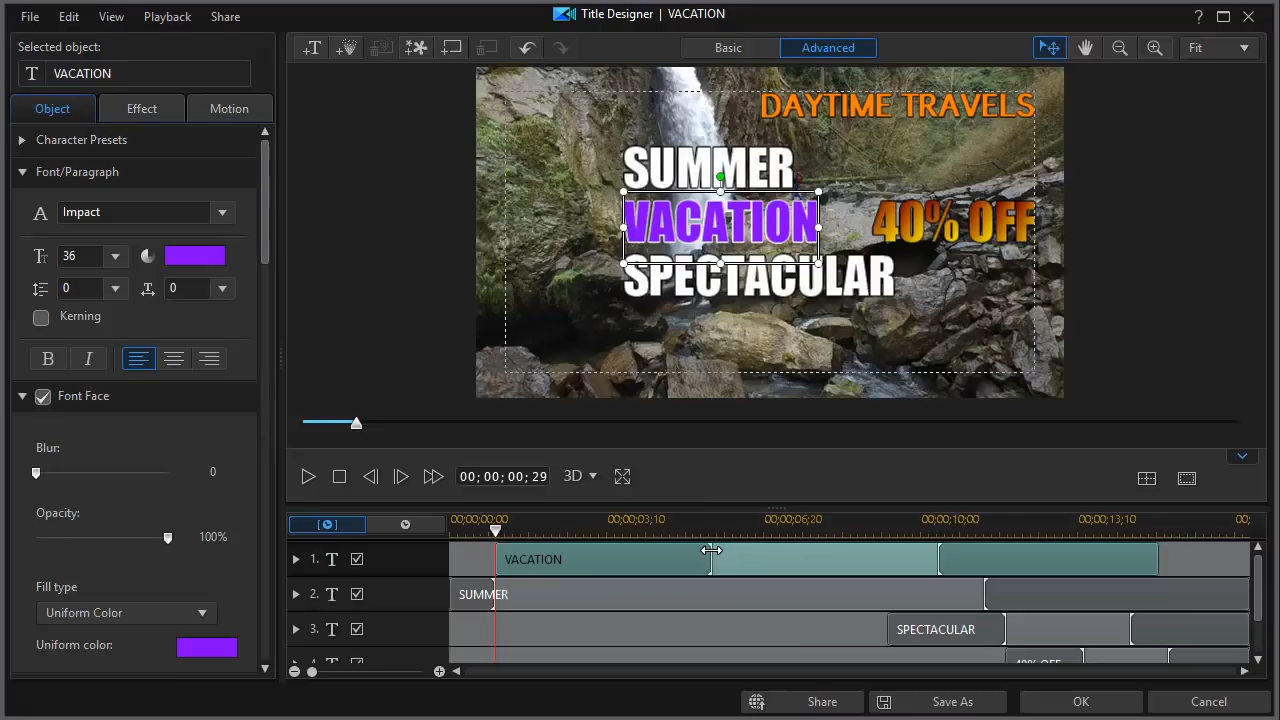 File Edit View Playback Share
Title Designer | VACATION
?
Selected object:
T VACATION
Object Effect Motion
Character Presets
Font/Paragraph
A Impact
36
0 0
Kerning
B I
Font Face
Blur:
0
Opacity:
100%
Fill type
Uniform Color
Uniform color:
Basic Advanced
Fit
DAYTIME TRAVELS
SUMMER
VACATION 40% OFF
SPECTACULAR
00; 00; 00; 29 3D
00;00;00;00 00;00;03;10 00;00;06;20 00;00;10;00 00;00;13;10 00;
1. T VACATION
2. T SUMMER
3. T SPECTACULAR
4. T 40% OFF
Share Save As OK Cancel